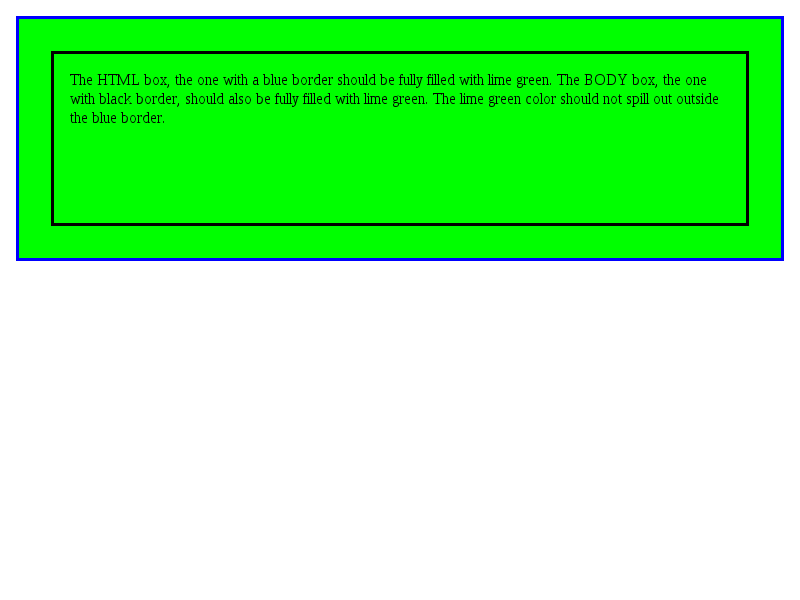 The HTML box, the one with a blue border should be fully filled with lime green. The BODY box, the one
with black border, should also be fully filled with lime green. The lime green color should not spill out outside
the blue border.